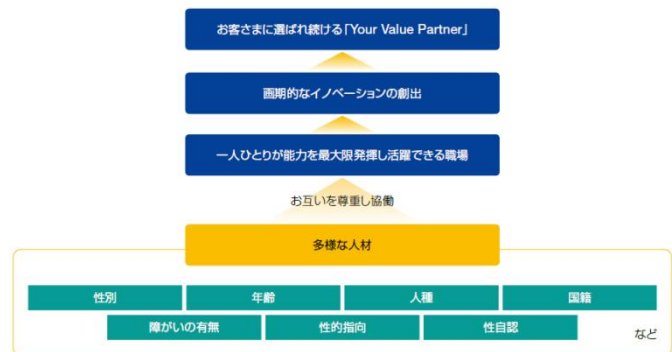 お客さまに選ばれ続ける「Your Value Partner」
画期的なイノベーションの創出
一人ひとりが能力を最大限発揮し活躍できる職場
お互いを尊重し協働
多様な人材
性別
年齢
人種
国籍
障がいの有無
性的指向
性自認
など